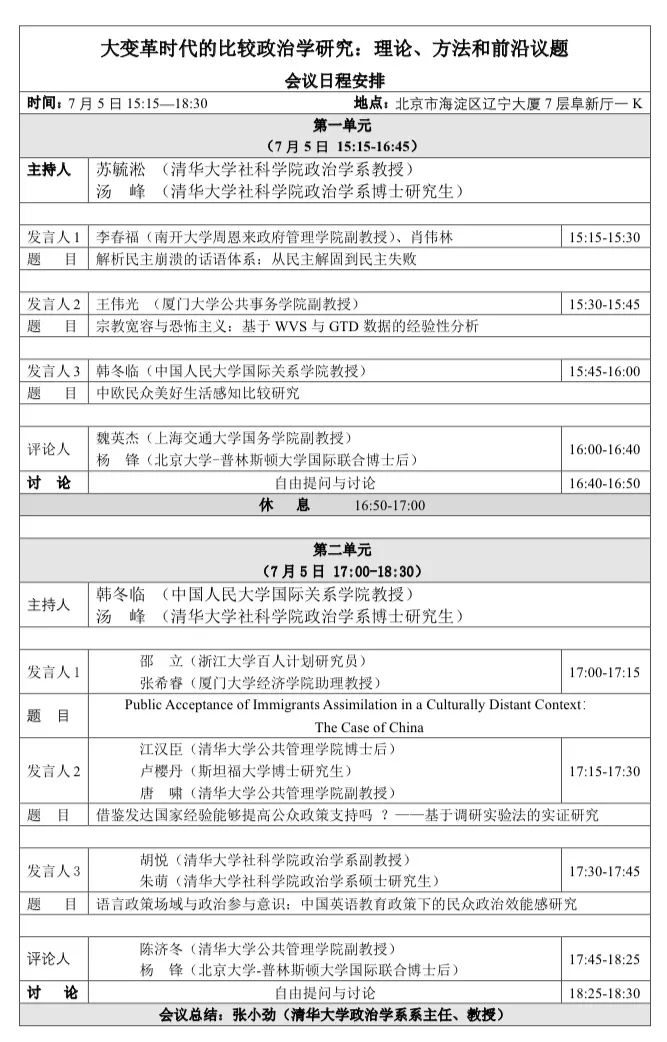 大变革时代的比较政治学研究：理论、方法和前沿议题
会议日程安排
时间：7 月 5 日 15:15—18:30 地点：北京市海淀区辽宁大厦 7 层阜新厅一 K
第一单元
（7 月 5 日 15:15-16:45）
主持人 苏毓淞 （清华大学社科学院政治学系教授）
汤 峰 （清华大学社科学院政治学系博士研究生）
发言人 1 李春福（南开大学周恩来政府管理学院副教授）、肖伟林 15:15-15:30
题 目 解析民主崩溃的话语体系：从民主解固到民主失败
发言人 2 王伟光 （厦门大学公共事务学院副教授） 15:30-15:45
题 目 宗教宽容与恐怖主义：基于 WVS 与 GTD 数据的经验性分析
发言人 3 韩冬临（中国人民大学国际关系学院教授） 15:45-16:00
题 目 中欧民众美好生活感知比较研究
评论人 魏英杰（上海交通大学国务学院副教授） 16:00-16:40
杨 锋（北京大学-普林斯顿大学国际联合博士后）
讨 论 自由提问与讨论 16:40-16:50
休 息 16:50-17:00
第二单元
（7 月 5 日 17:00-18:30）
主持人 韩冬临 （中国人民大学国际关系学院教授）
汤 峰 （清华大学社科学院政治学系博士研究生）
发言人 1 邵 立（浙江大学百人计划研究员） 17:00-17:15
张希睿（厦门大学经济学院助理教授）
题 目 Public Acceptance of Immigrants Assimilation in a Culturally Distant Context:
The Case of China
发言人 2 江汉臣（清华大学公共管理学院博士后） 17:15-17:30
卢樱丹（斯坦福大学博士研究生）
唐 啸（清华大学公共管理学院副教授）
题 目 借鉴发达国家经验能够提高公众政策支持吗 ？——基于调研实验法的实证研究
发言人 3 胡悦（清华大学社科学院政治学系副教授） 17:30-17:45
朱萌（清华大学社科学院政治学系硕士研究生）
题 目 语言政策场域与政治参与意识：中国英语教育政策下的民众政治效能感研究
评论人 陈济冬（清华大学公共管理学院副教授） 17:45-18:25
杨 锋（北京大学-普林斯顿大学国际联合博士后）
讨 论 自由提问与讨论 18:25-18:30
会议总结：张小劲（清华大学政治学系系主任、教授）